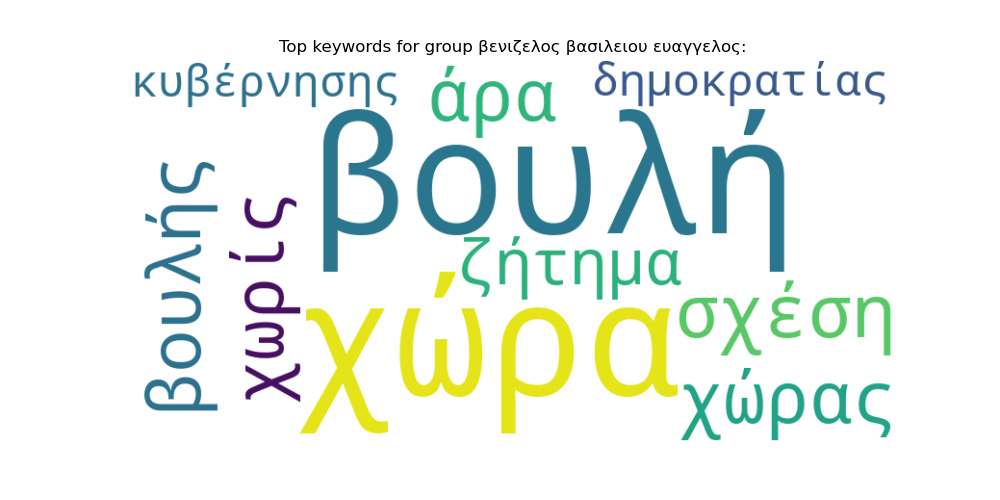 Top keywords for group βενιζελος βασιλειου ευαγγελος:
κυβέρνησης
άρα
δημοκρατίας
βουλή
βουλής
χωρίς
ζήτημα
χώρα
σχέση
χώρας